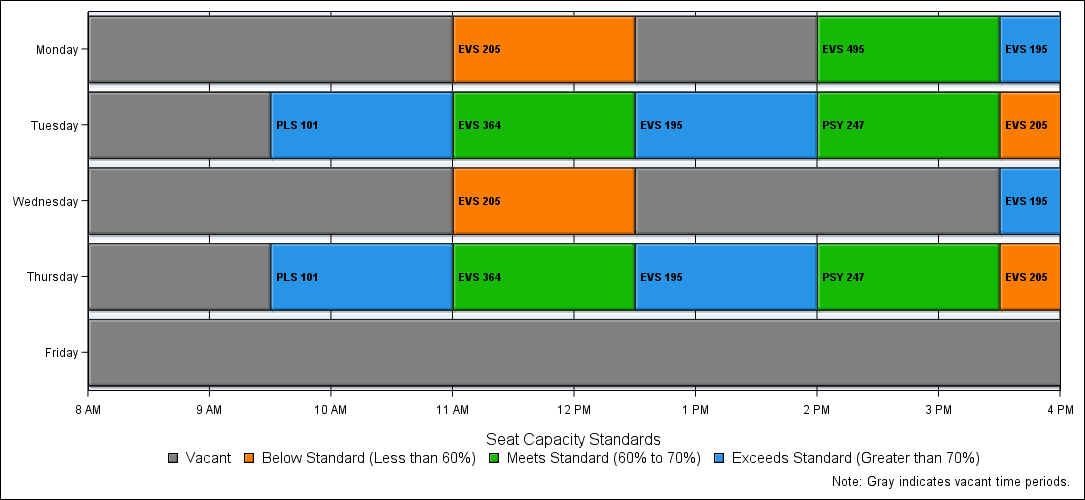 Monday EVS 205 EVS 495 EVS 195
Tuesday PLS 101 EVS 364 EVS 195 PSY 247 EVS 205
Wednesday EVS 205 EVS 195
Thursday PLS 101 EVS 364 EVS 195 PSY 247 EVS 205
Friday
8 AM 9 AM 10 AM 11 AM 12 PM 1 PM 2 PM 3 PM 4 PM
Seat Capacity Standards
Vacant Below Standard (Less than 60%) Meets Standard (60% to 70%) Exceeds Standard (Greater than 70%)
Note: Gray indicates vacant time periods.